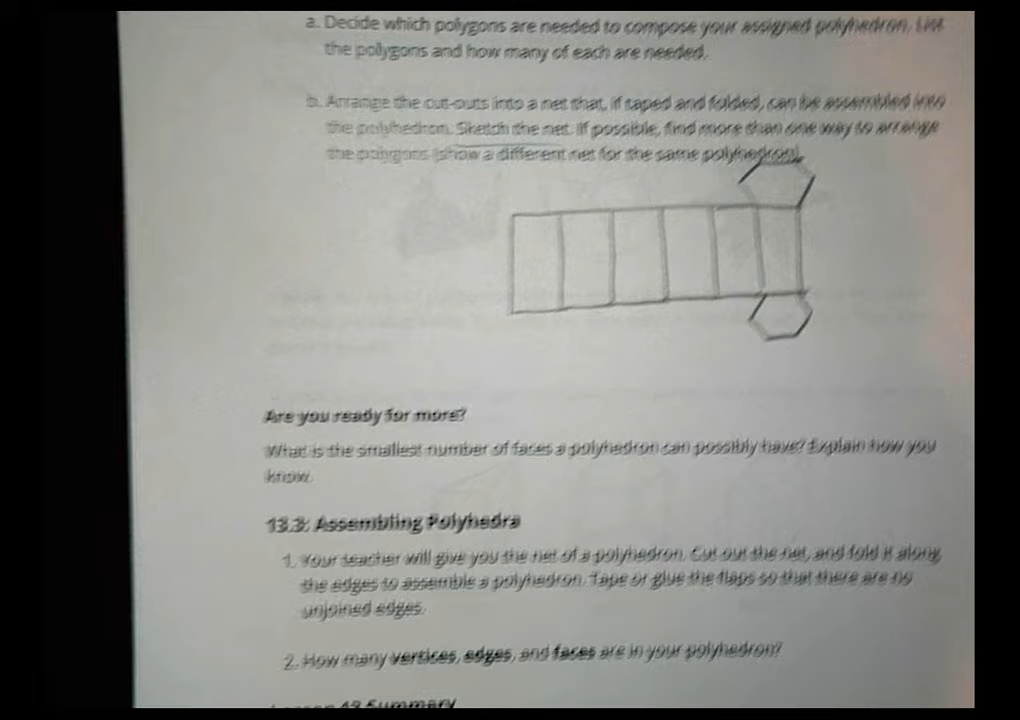 a. Decide which polygons are needed to compose your assigned polyhedron. List
the polygons and how many of each are needed.
b. Arrange the cut-outs into a net that, if taped and folded, can be assembled into
the polyhedron. Sketch the net. If possible, find more than one way to arrange
the polygons (show a different net for the same polyhedron).
Are you ready for more?
What is the smallest number of faces a polyhedron can possibly have? Explain how you
know.
13.3: Assembling Polyhedra
1. Your teacher will give you the net of a polyhedron. Cut out the net, and fold it along
the edges to assemble a polyhedron. Tape or glue the flaps so that there are no
unjoined edges.
2. How many vertices, edges, and faces are in your polyhedron?
Lesson 13 Summary